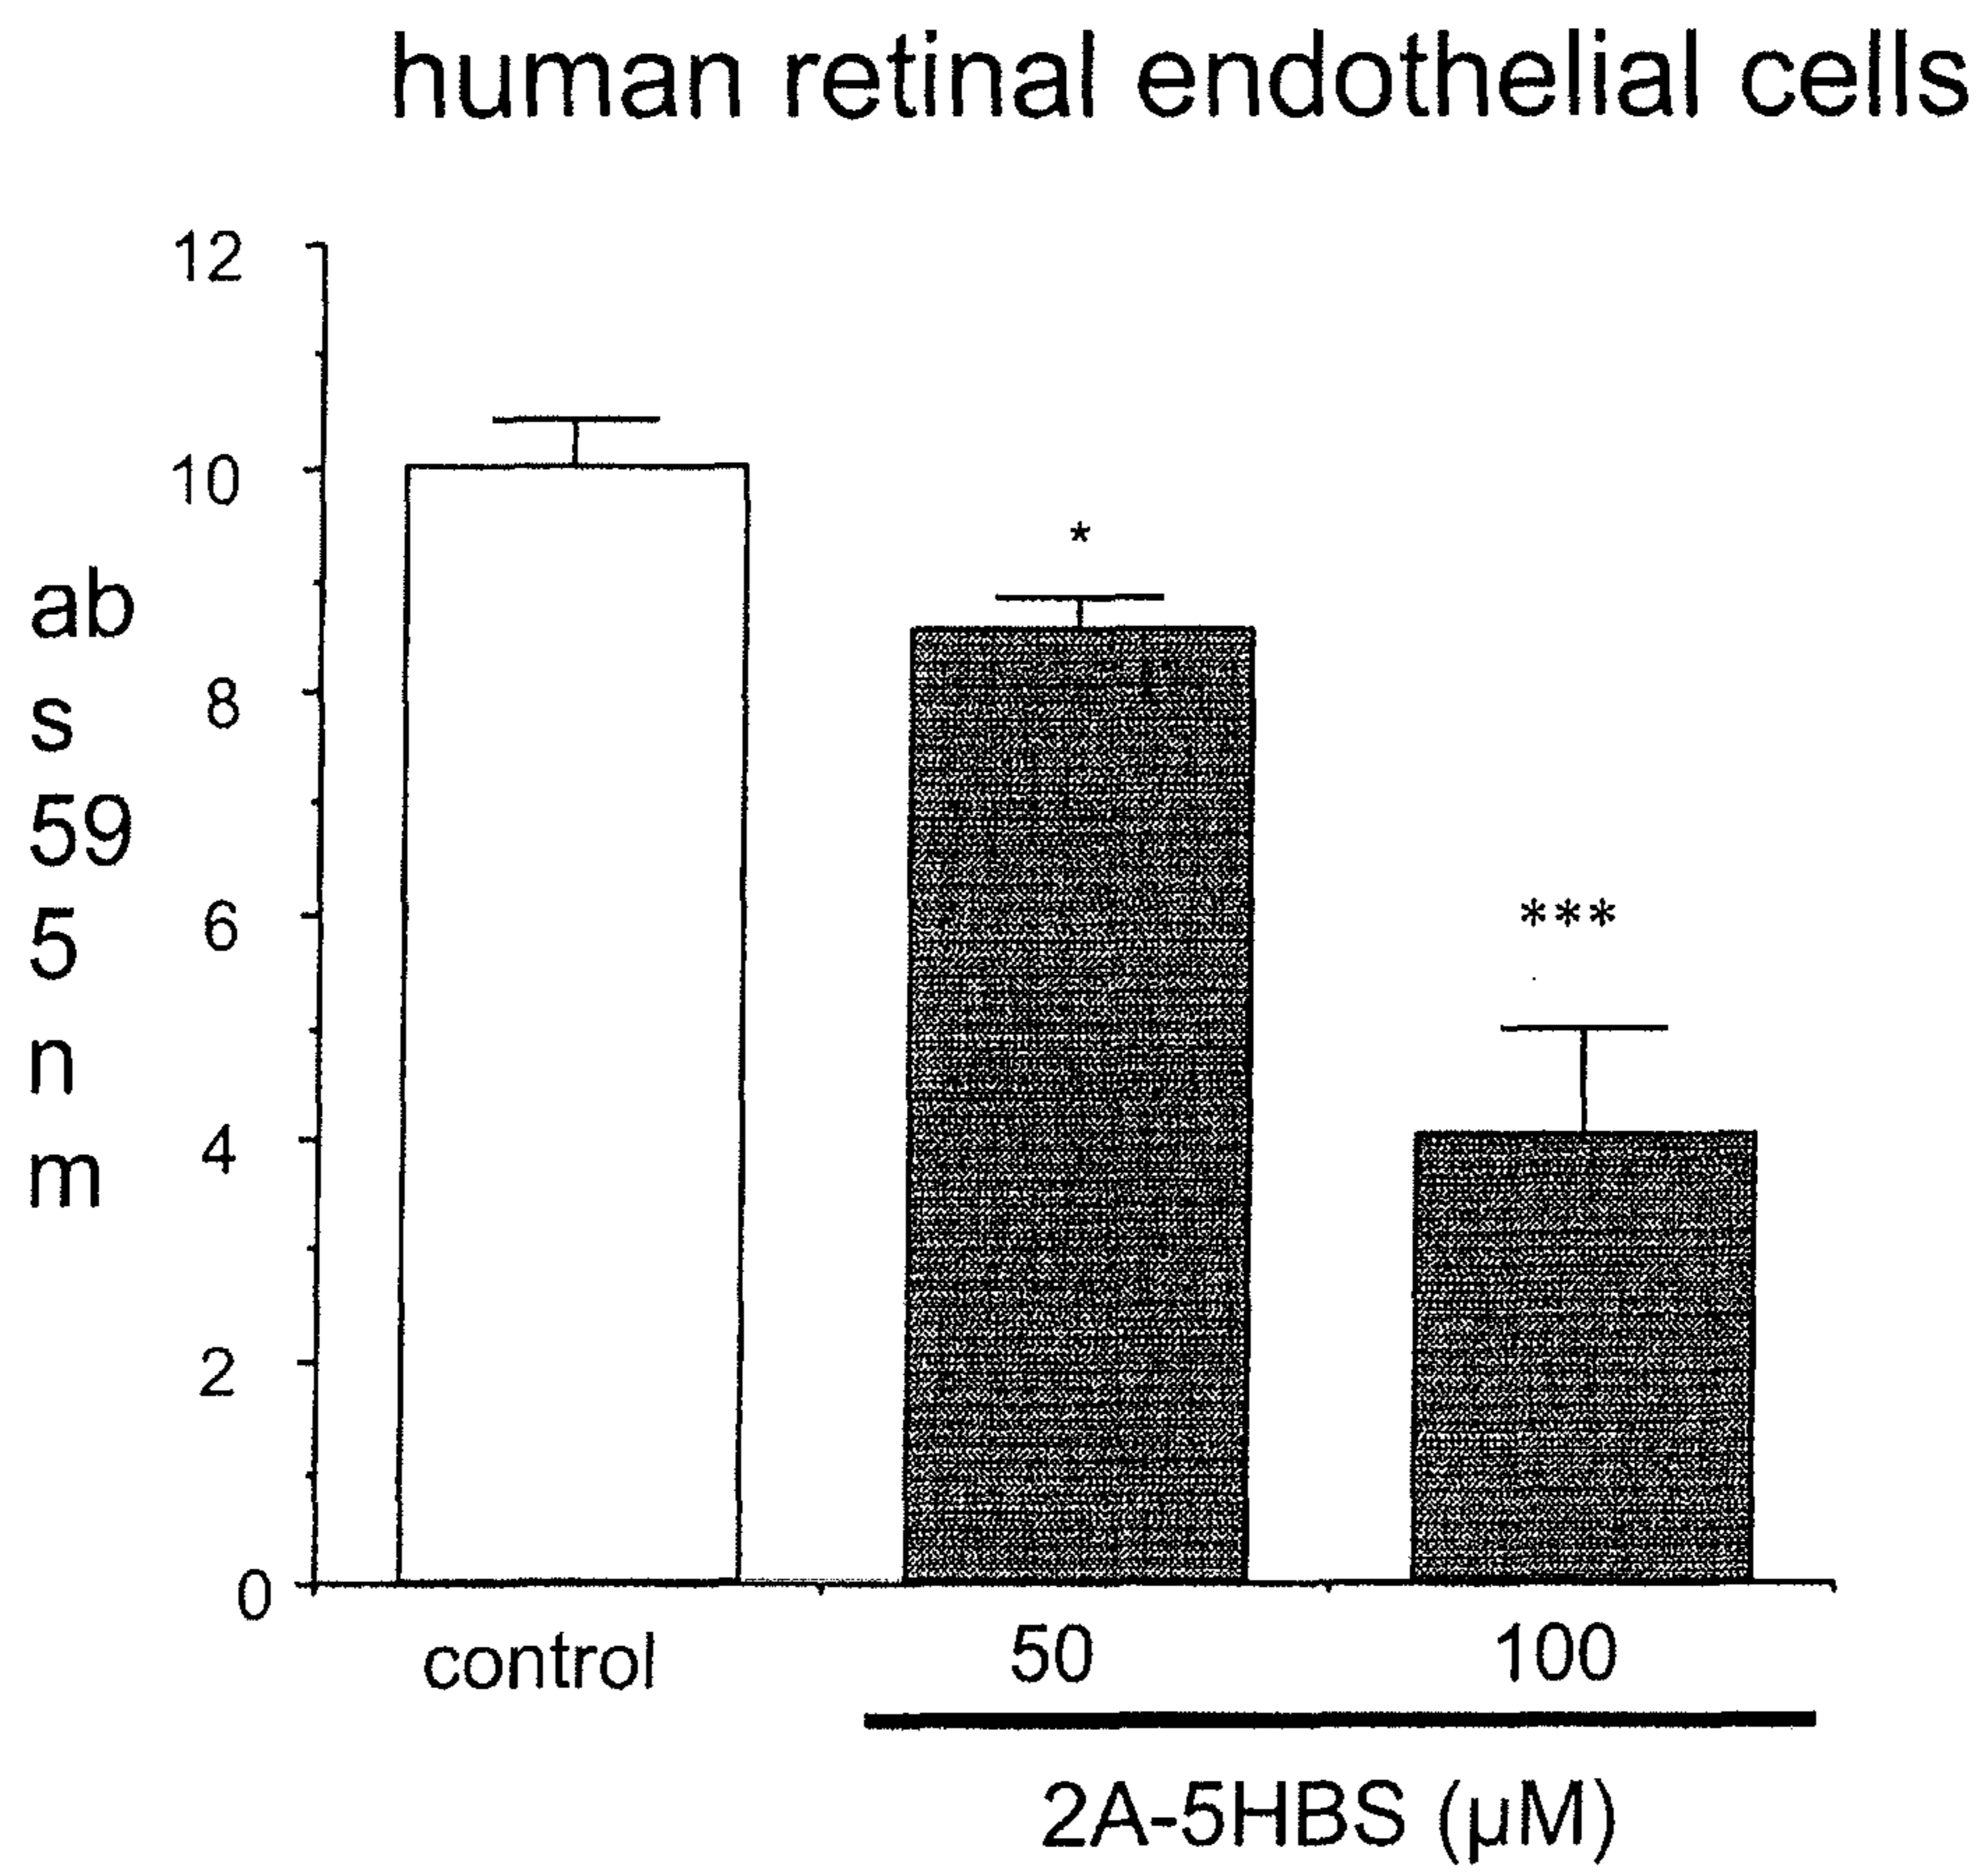 human retinal endothelial cells
12
10
8
6
4
2
0
ab
s
59
5
n
m
*
***
control
50
100
2A-5HBS (µM)